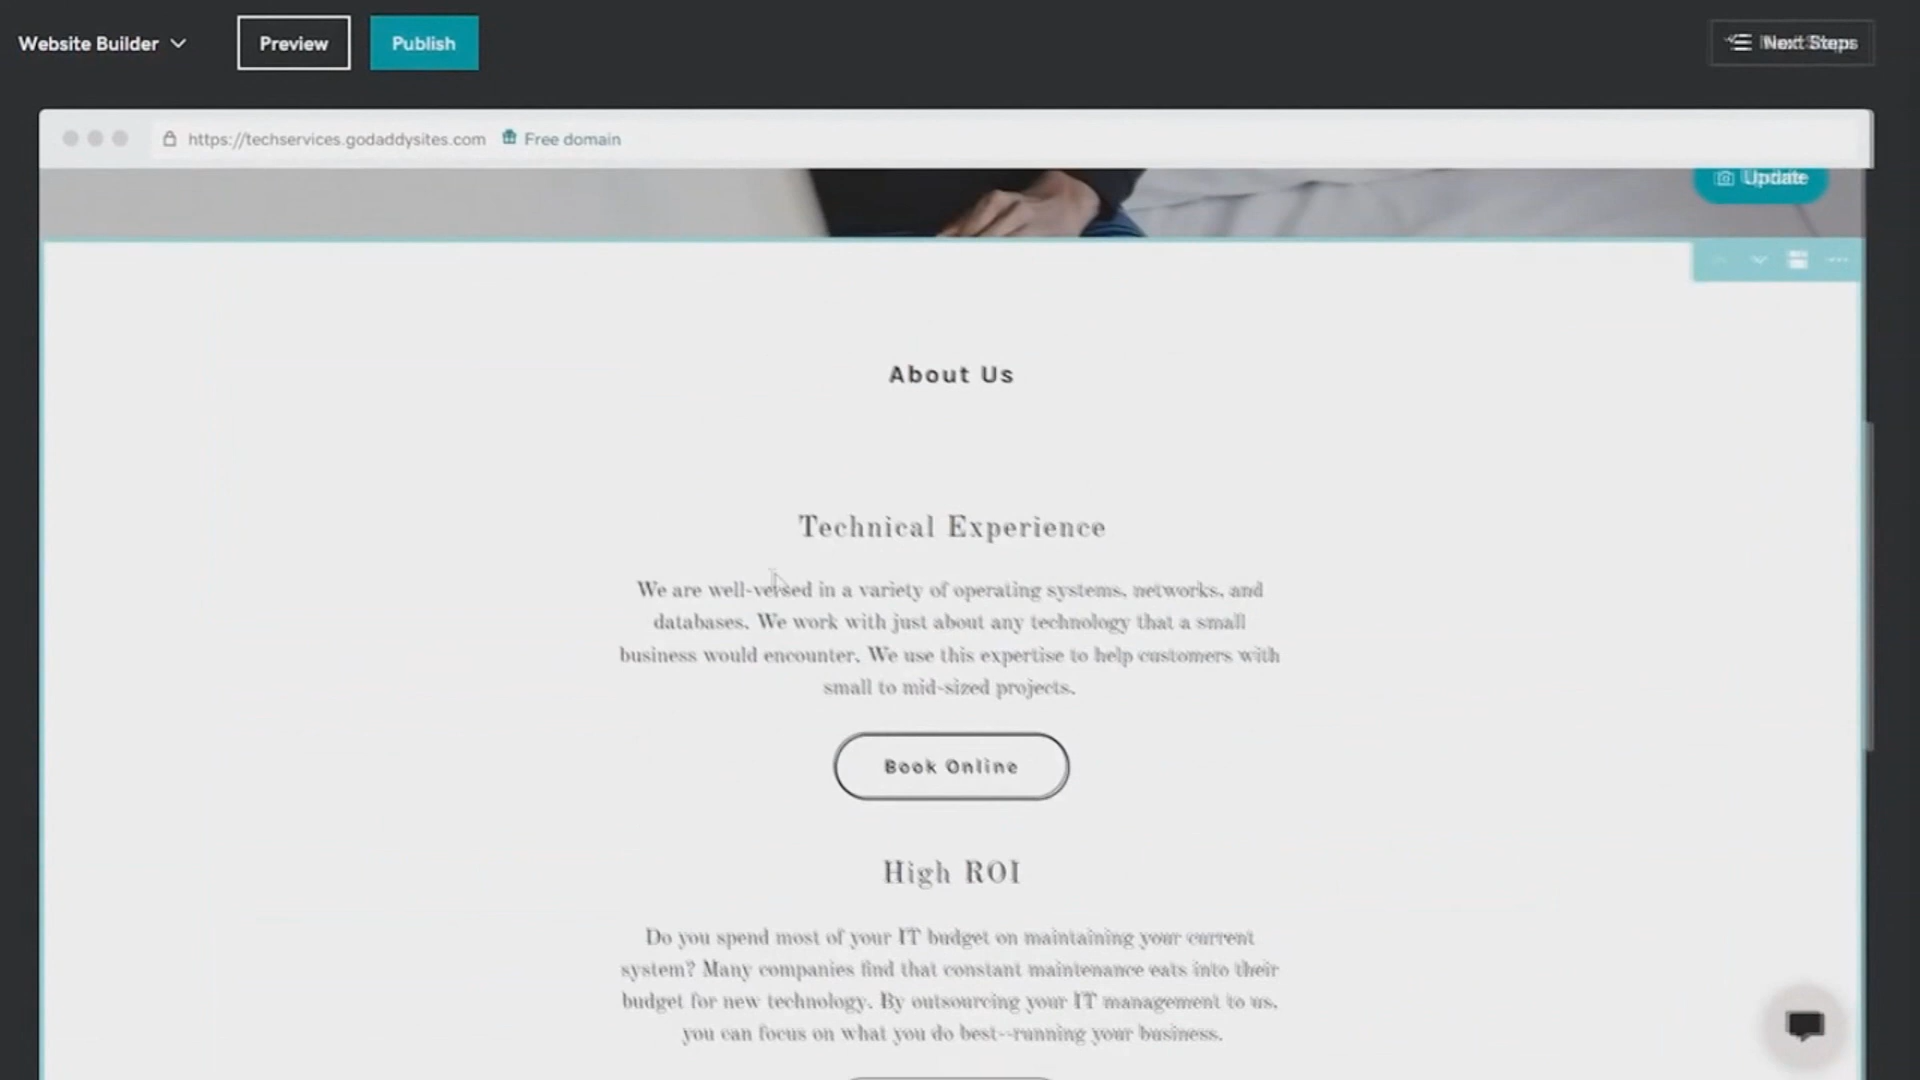 Website Builder
Preview
Publish
Next Steps
https://techservices.godaddysites.com
Free domain
Update
About Us
Technical Experience
We are well-versed in a variety of operating systems, networks, and
databases. We work with just about any technology that a small
business would encounter. We use this expertise to help customers with
small to mid-sized projects.
Book Online
High ROI
Do you spend most of your IT budget on maintaining your current
system? Many companies find that constant maintenance eats into their
budget for new technology. By outsourcing your IT management to us,
you can focus on what you do best--running your business.